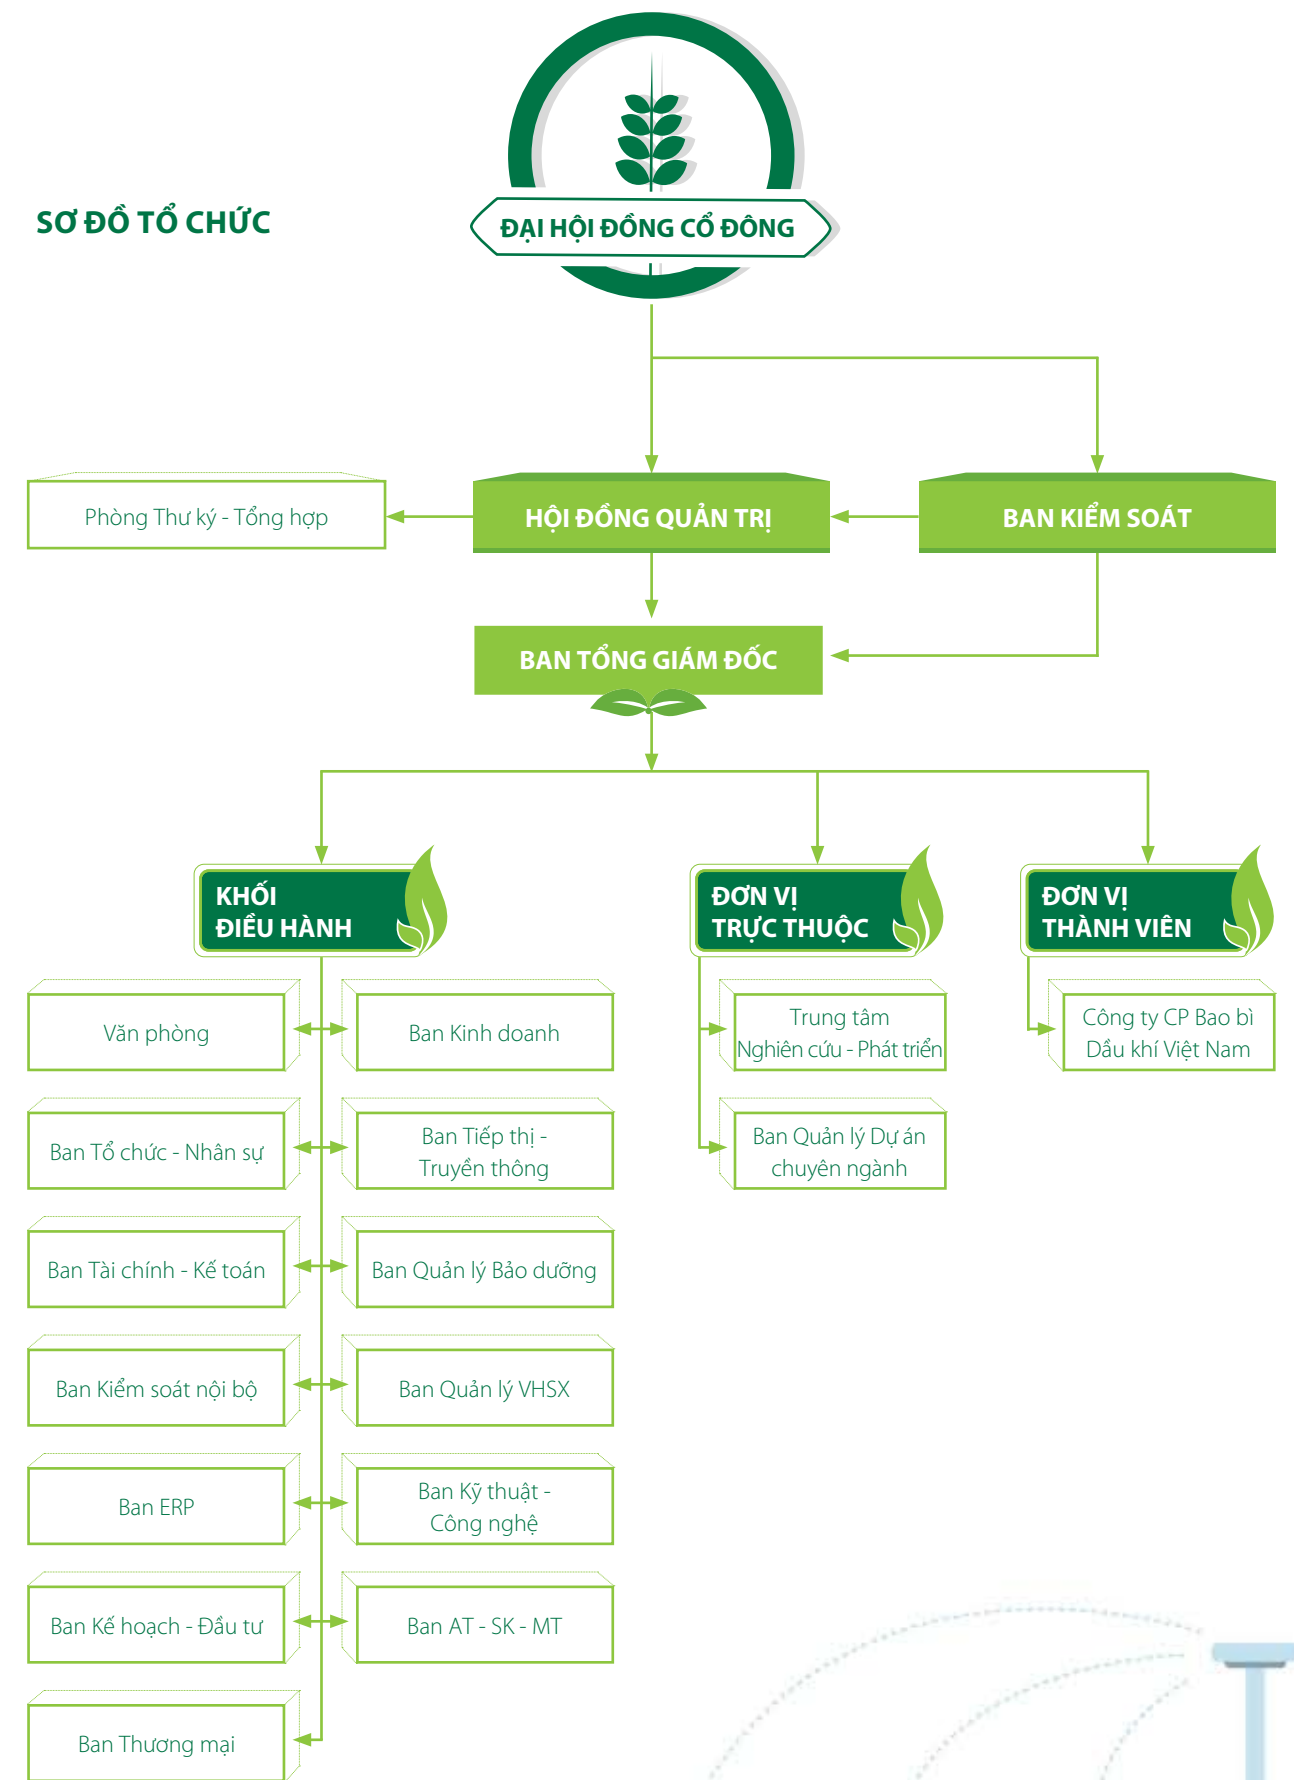 SƠ ĐỒ TỔ CHỨC
ĐẠI HỘI ĐỒNG CỔ ĐÔNG
Phòng Thư ký - Tổng hợp
HỘI ĐỒNG QUẢN TRỊ
BAN KIỂM SOÁT
BAN TỔNG GIÁM ĐỐC
KHỐI
ĐIỀU HÀNH
Văn phòng
Ban Kinh doanh
Ban Tổ chức - Nhân sự
Ban Tiếp thị -
Truyền thông
Ban Tài chính - Kế toán
Ban Quản lý Bảo dưỡng
Ban Kiểm soát nội bộ
Ban Quản lý VHSX
Ban ERP
Ban Kỹ thuật -
Công nghệ
Ban Kế hoạch - Đầu tư
Ban AT - SK - MT
Ban Thương mại
ĐƠN VỊ
TRỰC THUỘC
Trung tâm
Nghiên cứu - Phát triển
Ban Quản lý Dự án
chuyên ngành
ĐƠN VỊ
THÀNH VIÊN
Công ty CP Bao bì
Dầu khí Việt Nam